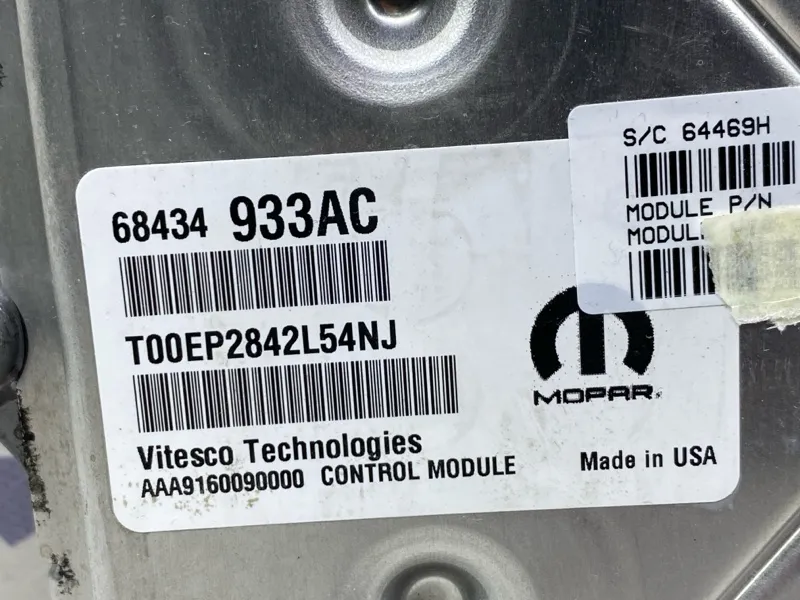 S/C 64469H
MODULE P/N
68434 933AC
T00EP2842L54NJ
MOPAR
Vitesco Technologies
AAA9160090000 CONTROL MODULE
Made in USA